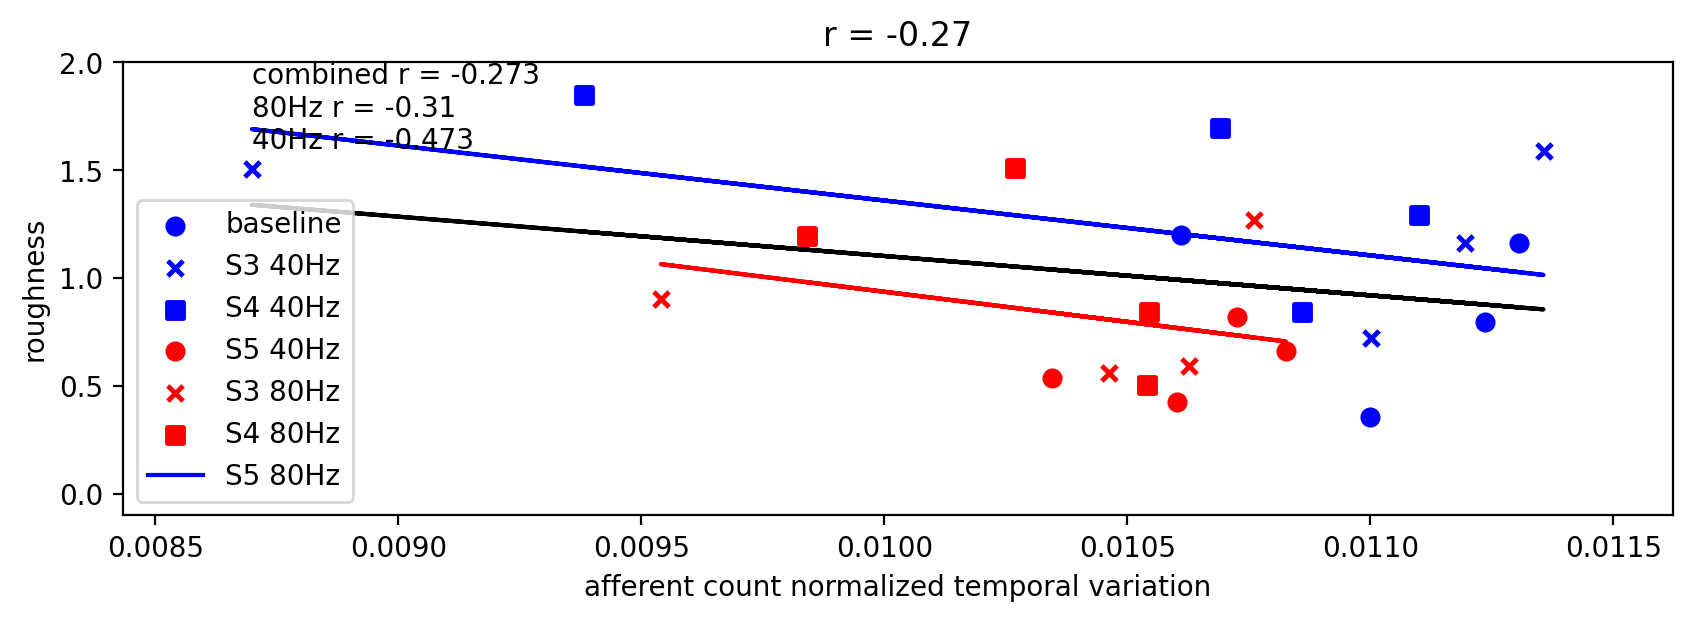 r = -0.27
combined r = -0.273
80Hz r = -0.31
40Hz r = -0.473
2.0
1.5
1.0
0.5
0.0
roughness
baseline
S3 40Hz
S4 40Hz
S5 40Hz
S3 80Hz
S4 80Hz
S5 80Hz
0.0085 0.0090 0.0095 0.0100 0.0105 0.0110 0.0115
afferent count normalized temporal variation